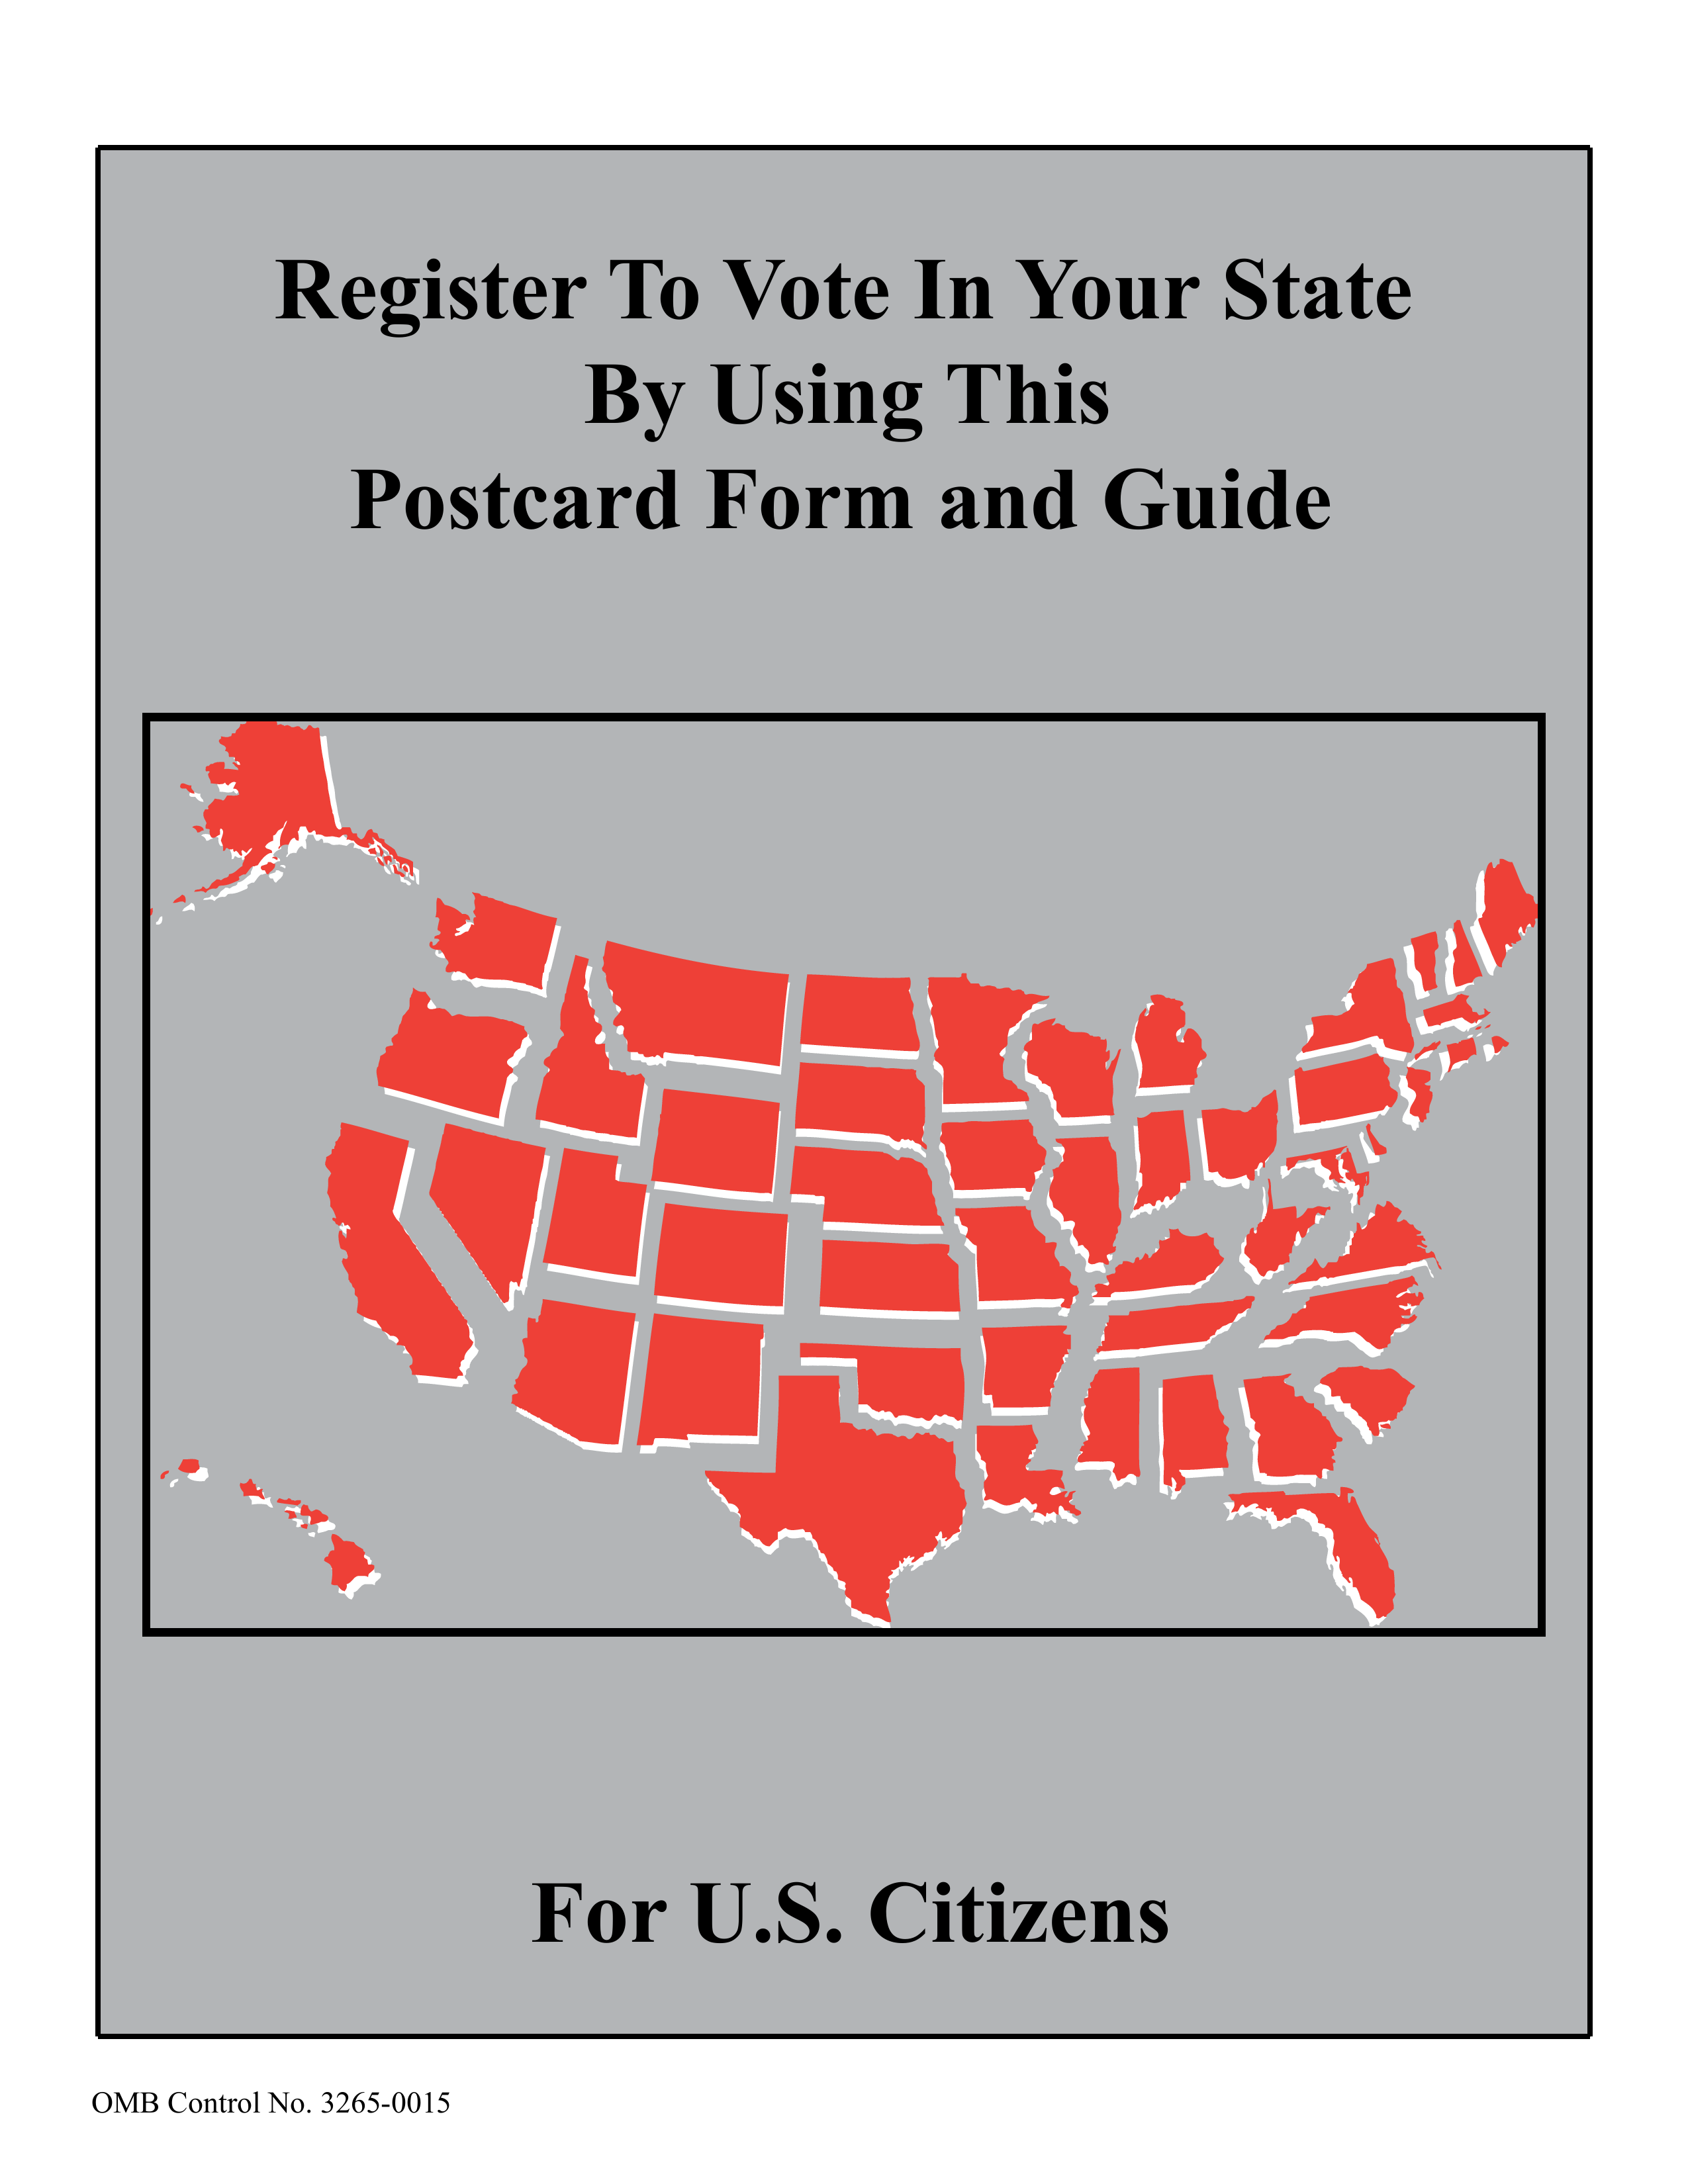 Register To Vote In Your State
By Using This
Postcard Form and Guide
For U.S. Citizens
OMB Control No. 3265-0015